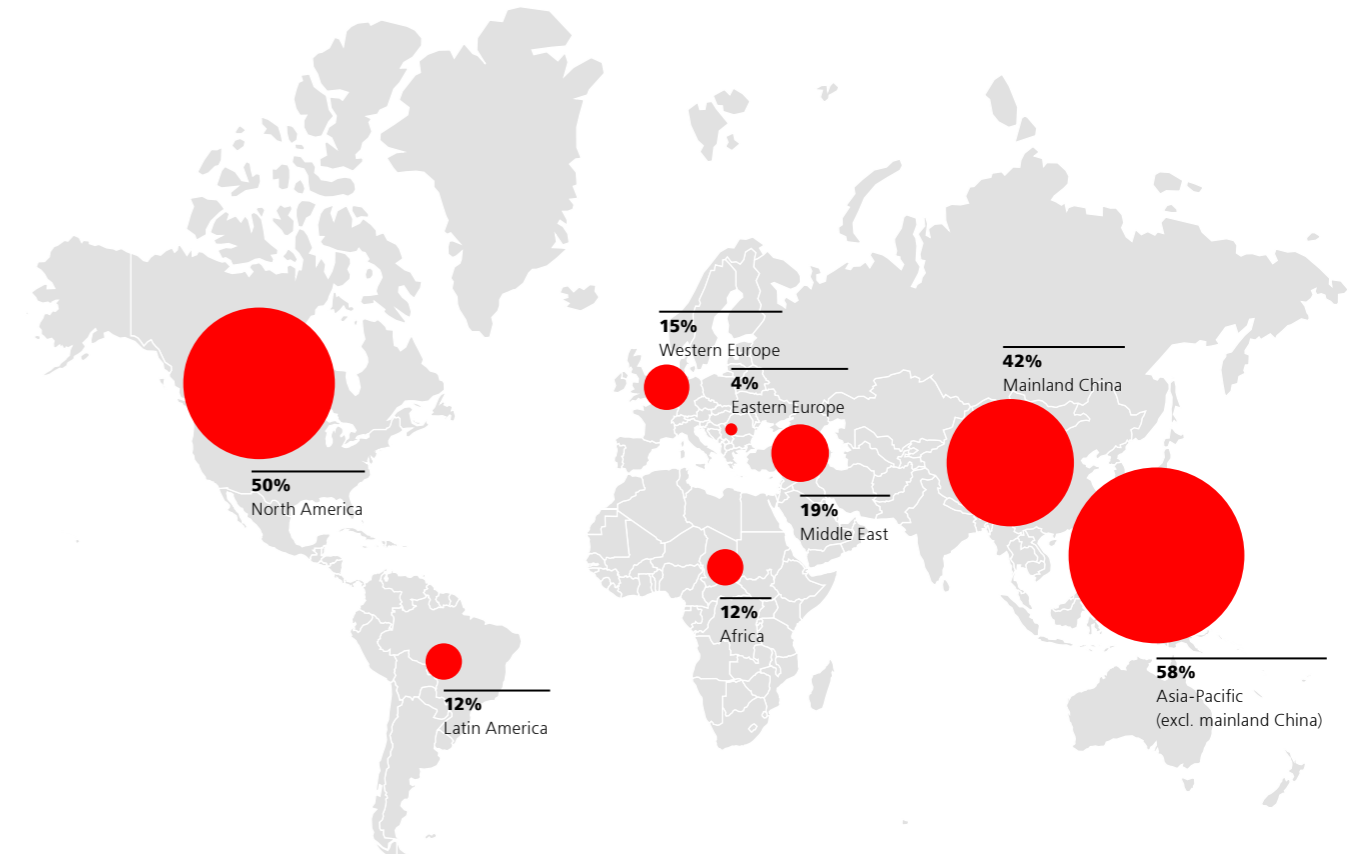 15%
Western Europe
4%
Eastern Europe
42%
Mainland China
50%
North America
19%
Middle East
12%
Africa
12%
Latin America
58%
Asia-Pacific
(excl. mainland China)